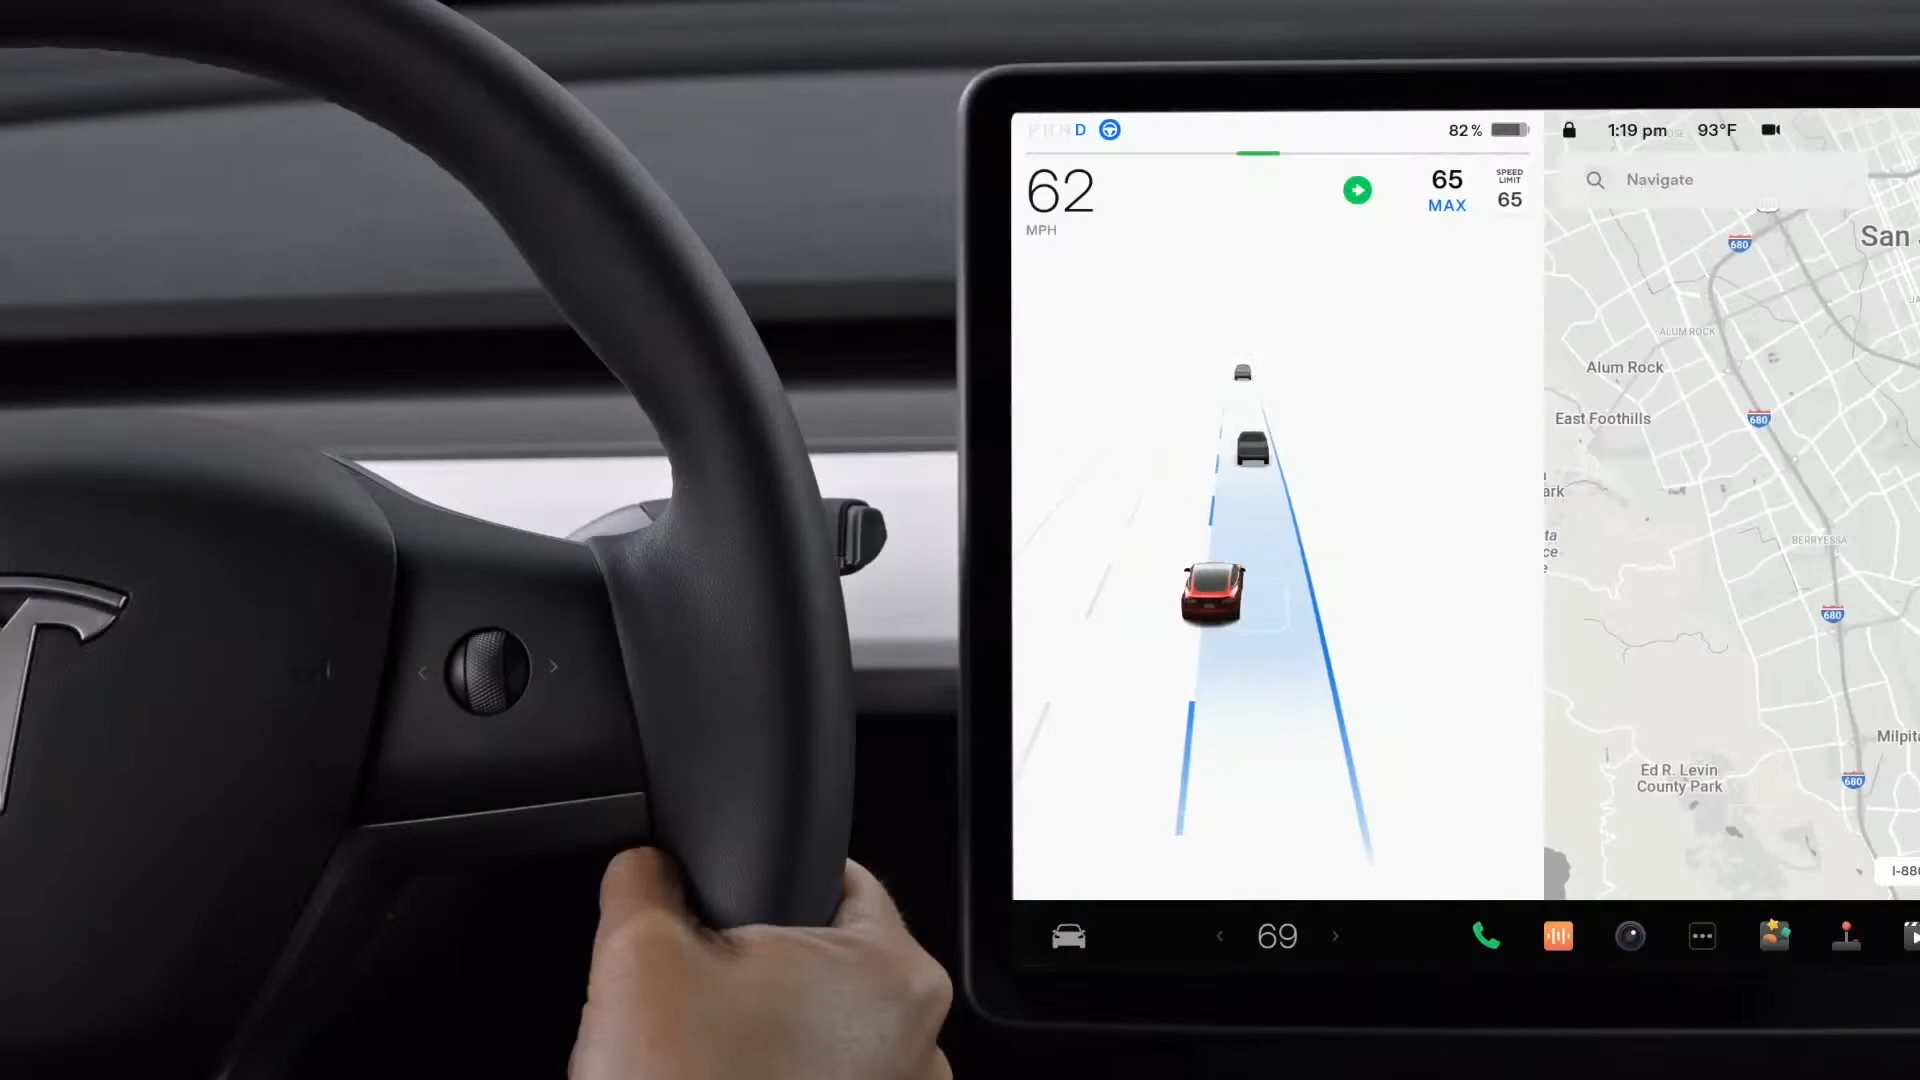 P R N D
82 %
62
MPH
65
MAX
SPEED
LIMIT
65
1:19 pm
93°F
Navigate
680
San
ALUM ROCK
Alum Rock
East Foothills
680
ark
BERRYESSA
680
Milpit
Ed R. Levin
County Park
680
I-880
69